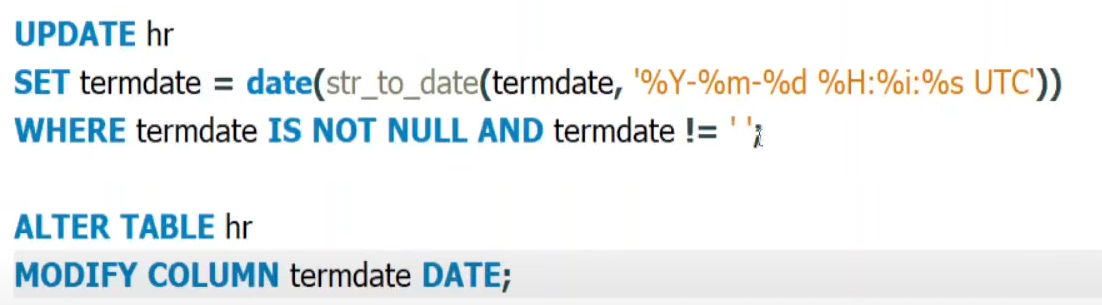 UPDATE hr
SET termdate = date(str_to_date(termdate, '%Y-%m-%d %H:%i:%s UTC'))
WHERE termdate IS NOT NULL AND termdate != ' ';
ALTER TABLE hr
MODIFY COLUMN termdate DATE;